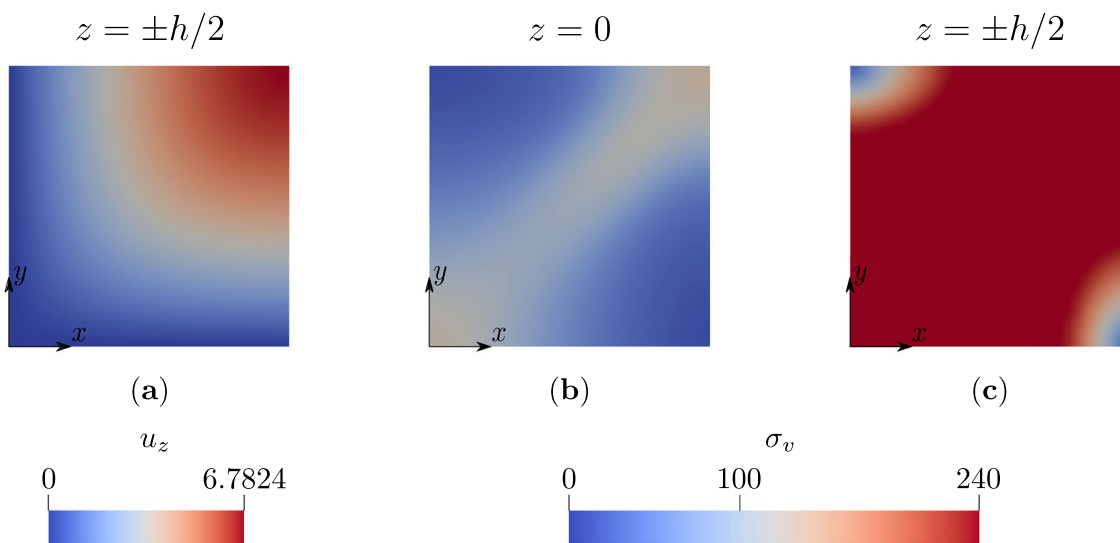 z = ±h/2 z = 0 z = ±h/2
y y y
x x x
(a) (b) (c)
u_z σ_v
0 6.7824 0 100 240